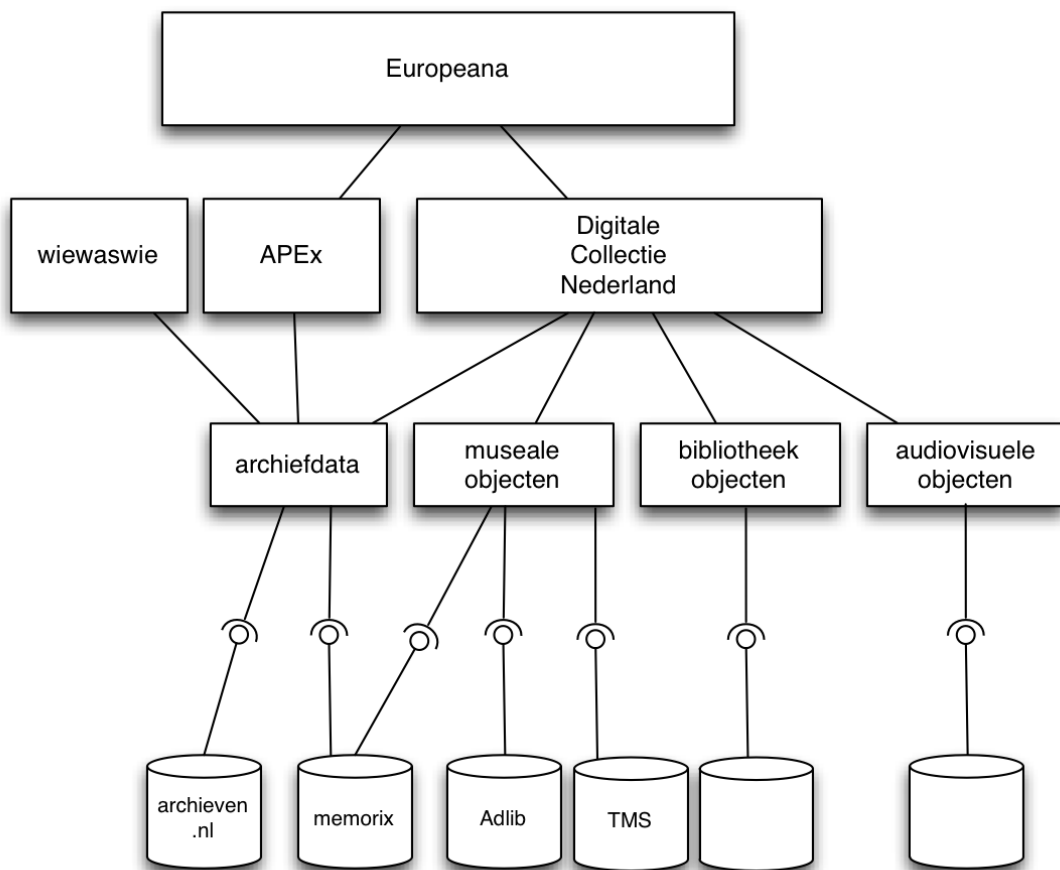 Europeana
wiewaswie
APEx
Digitale
Collectie
Nederland
archiefdata
museale
objecten
bibliotheek
objecten
audiovisuele
objecten
archieven
.nl
memorix
Adlib
TMS